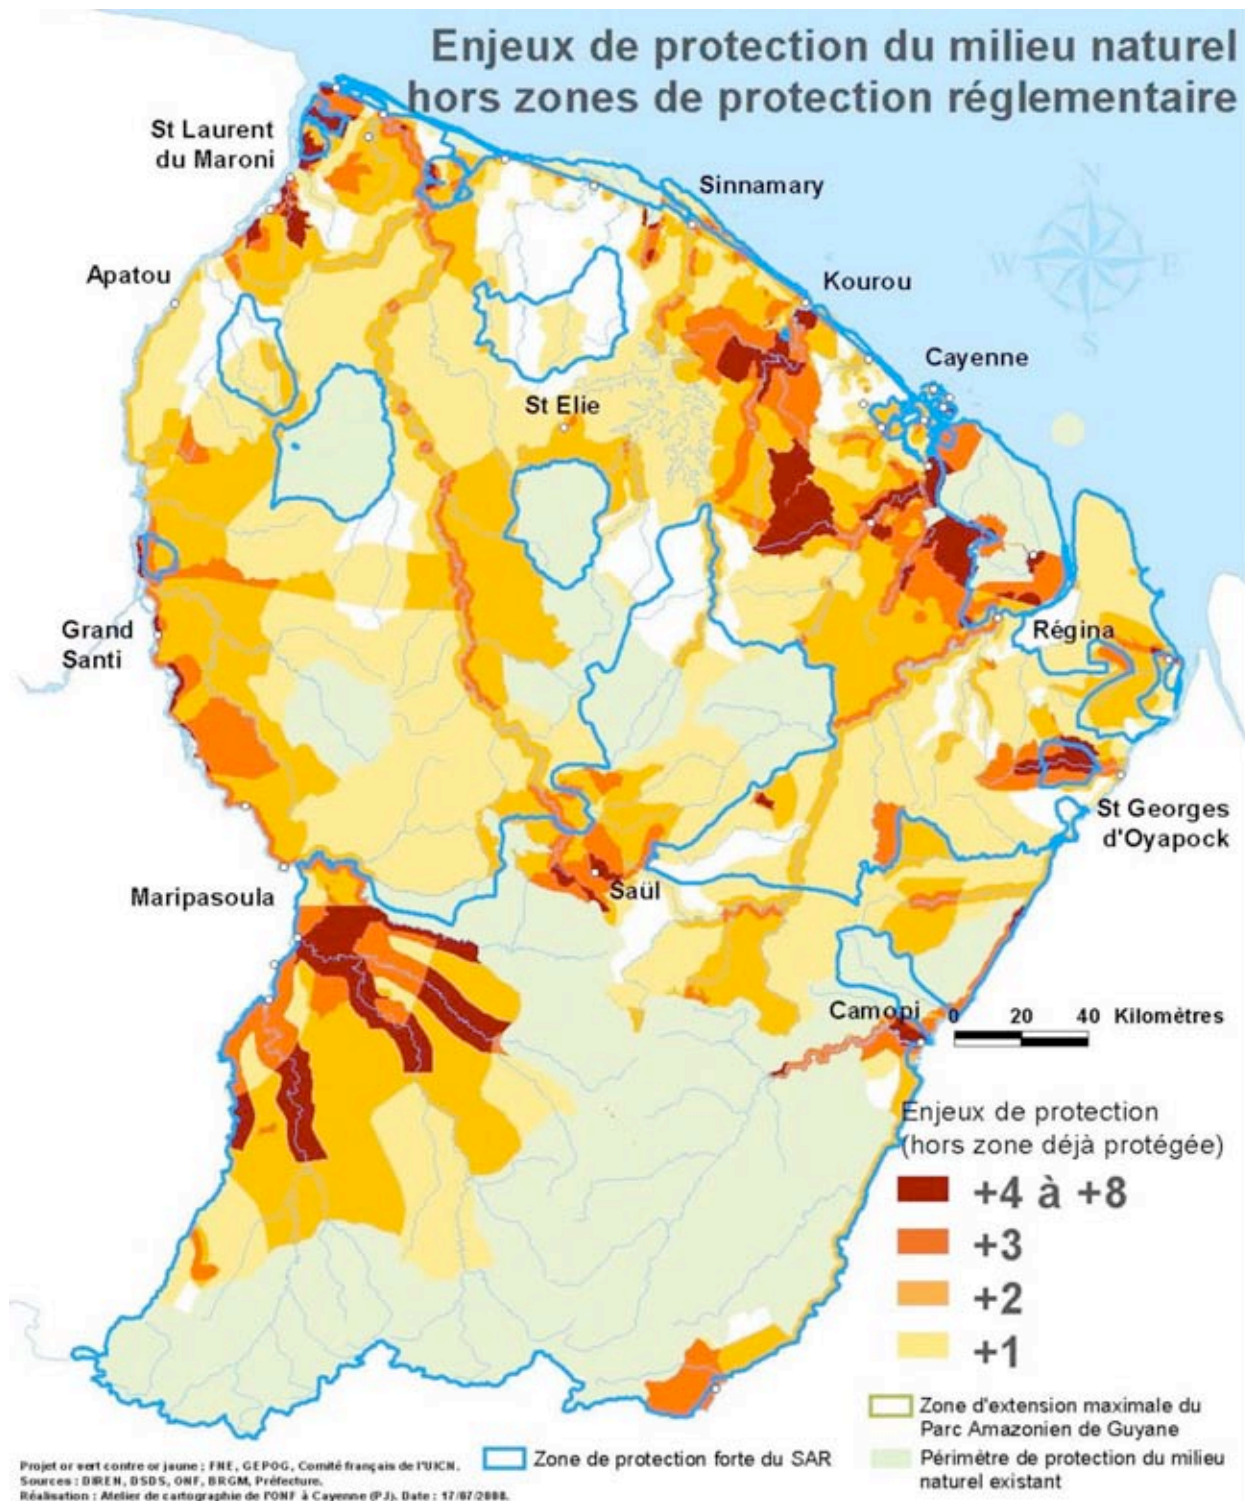 Enjeux de protection du milieu naturel
hors zones de protection réglementaire
St Laurent
du Maroni
Sinnamary
N
W
E
S
Apatou
Kourou
Cayenne
St Elie
Grand
Santi
Régina
St Georges
d'Oyapock
Maripasoula
Saül
Camopi
0 20 40 Kilomètres
Enjeux de protection
(hors zone déjà protégée)
+4 à +8
+3
+2
+1
Zone d'extension maximale du
Parc Amazonien de Guyane
Zone de protection forte du SAR
Périmètre de protection du milieu
naturel existant
Projet or vert contre or jaune ; FNE, GEPOG, Comité français de l'UICN.
Sources : DIREN, DSDS, ONF, BRGM, Préfecture.
Réalisation : Atelier de cartographie de l'ONF à Cayenne (PJ). Date : 17/07/2008.